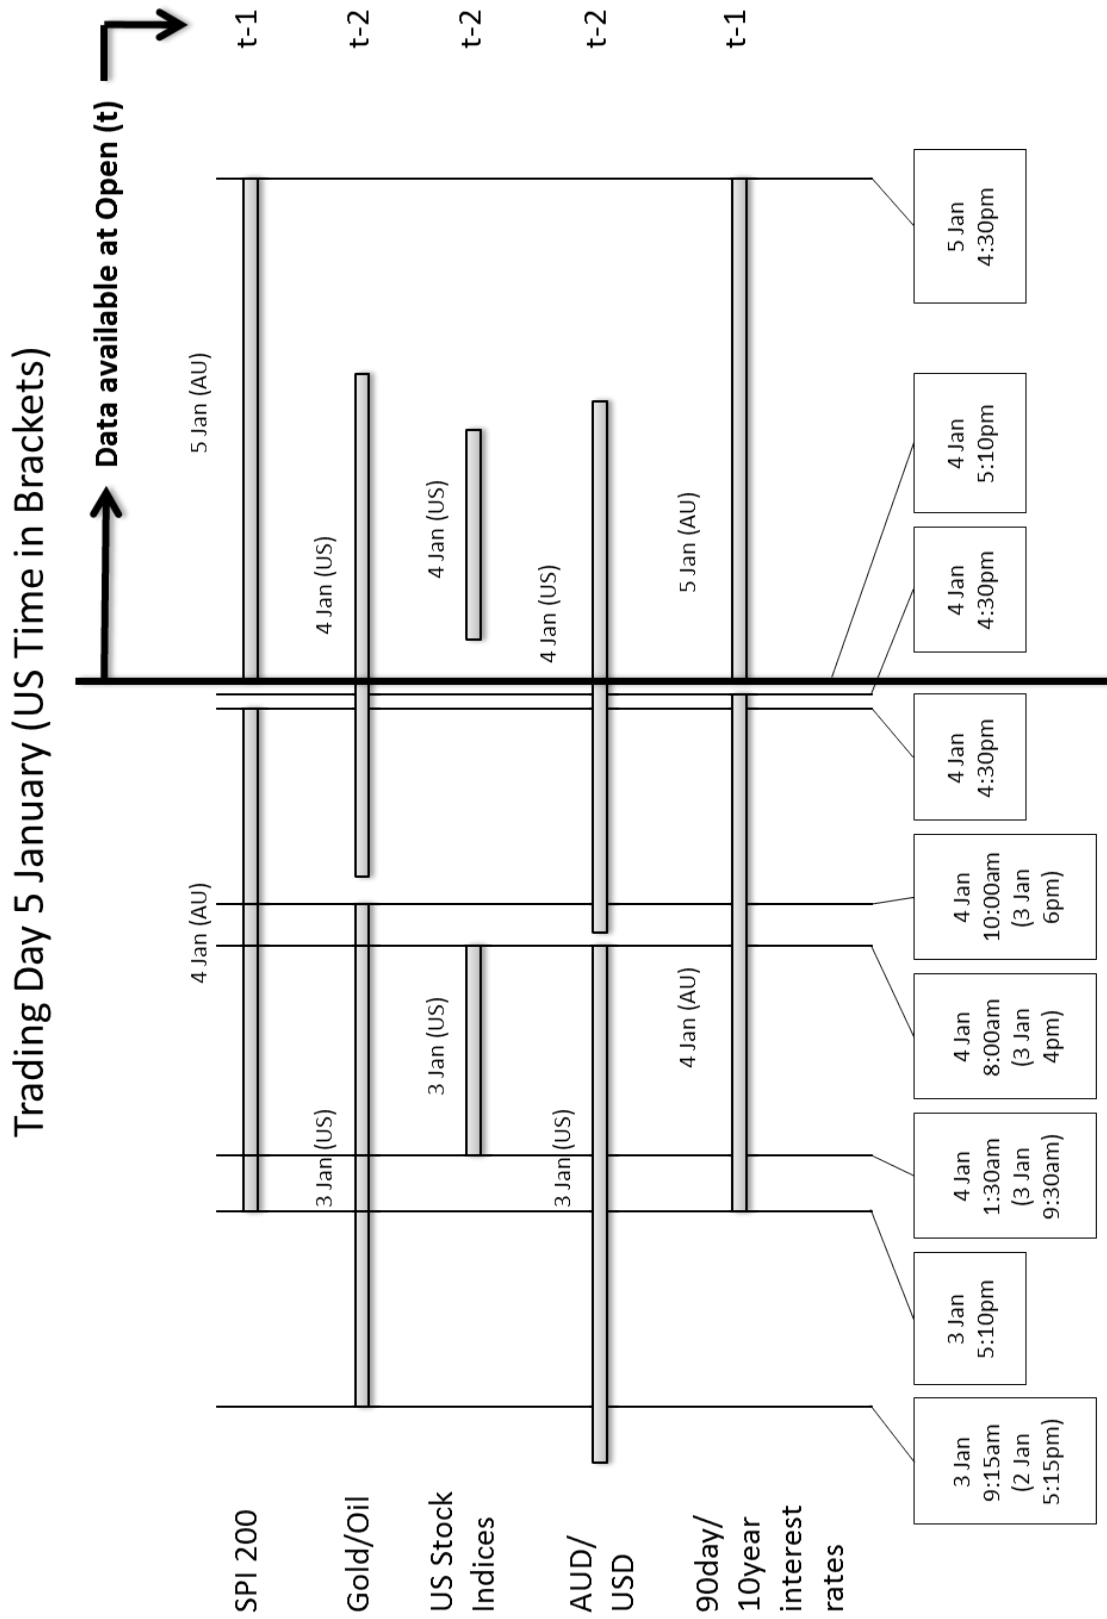 Trading Day 5 January (US Time in Brackets)
Data available at Open (t)
SPI 200
4 Jan (AU)
5 Jan (AU)
t-1
Gold/Oil
3 Jan (US)
4 Jan (US)
t-2
US Stock
Indices
3 Jan (US)
4 Jan (US)
t-2
AUD/
USD
3 Jan (US)
4 Jan (US)
t-2
90day/
10year
interest
rates
4 Jan (AU)
5 Jan (AU)
t-1
3 Jan
9:15am
(2 Jan
5:15pm)
3 Jan
5:10pm
4 Jan
1:30am
(3 Jan
9:30am)
4 Jan
8:00am
(3 Jan
4pm)
4 Jan
10:00am
(3 Jan
6pm)
4 Jan
4:30pm
4 Jan
4:30pm
4 Jan
5:10pm
5 Jan
4:30pm